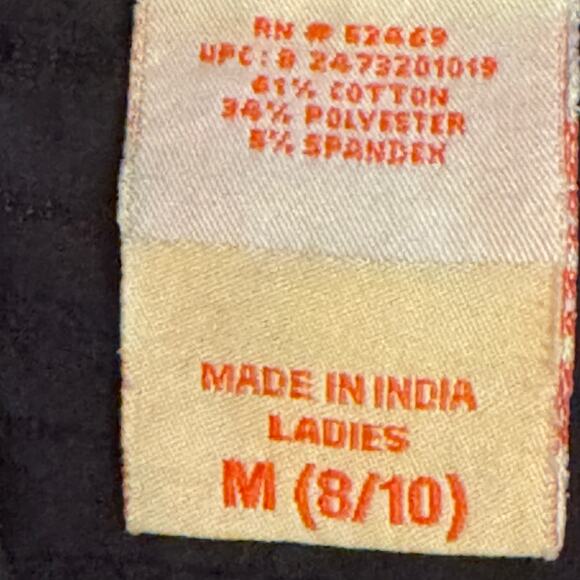 RN # 52469
UPC: 8 2473201019
61% COTTON
34% POLYESTER
5% SPANDEX
MADE IN INDIA
LADIES
M (8/10)